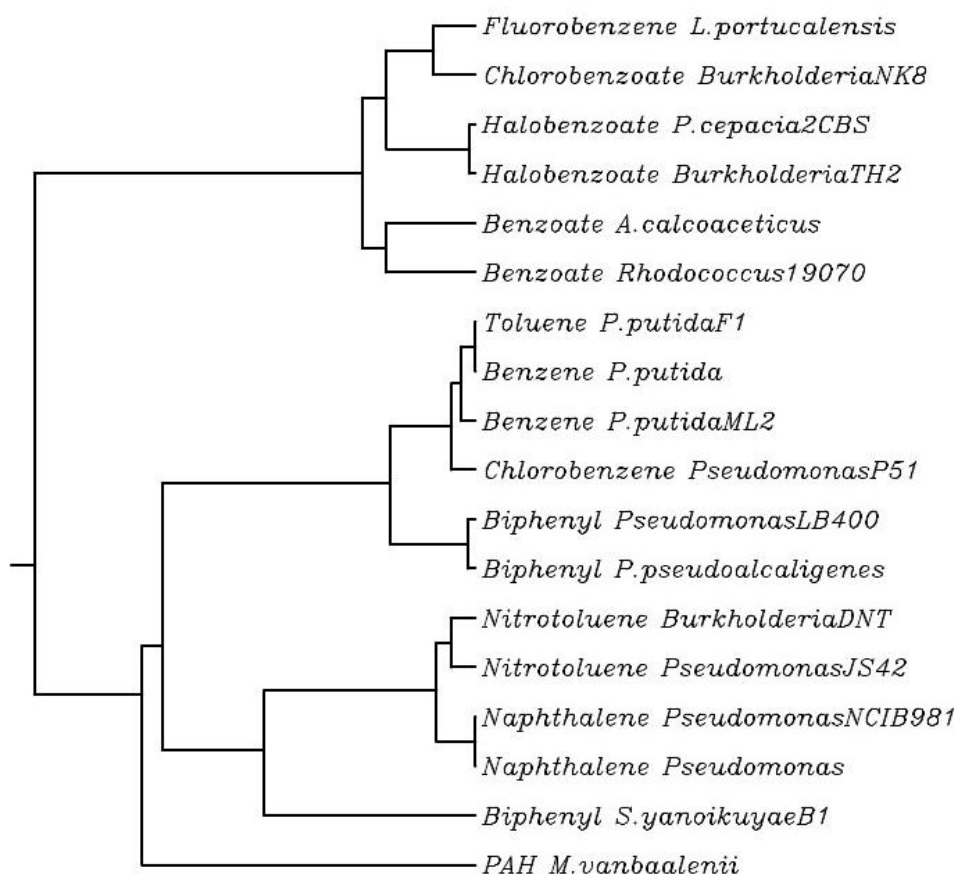 Fluorobenzene L.portucalensis
Chlorobenzoate BurkholderiaNK8
Halobenzoate P.cepacia2CBS
Halobenzoate BurkholderiaTH2
Benzoate A.calcoaceticus
Benzoate Rhodococcus19070
Toluene P.putidaF1
Benzene P.putida
Benzene P.putidaML2
Chlorobenzene PseudomonasP51
Biphenyl PseudomonasLB400
Biphenyl P.pseudoalcaligenes
Nitrotoluene BurkholderiaDNT
Nitrotoluene PseudomonasJS42
Naphthalene PseudomonasNCIB981
Naphthalene Pseudomonas
Biphenyl S.yanoikuyaeB1
PAH M.vanbaalenii